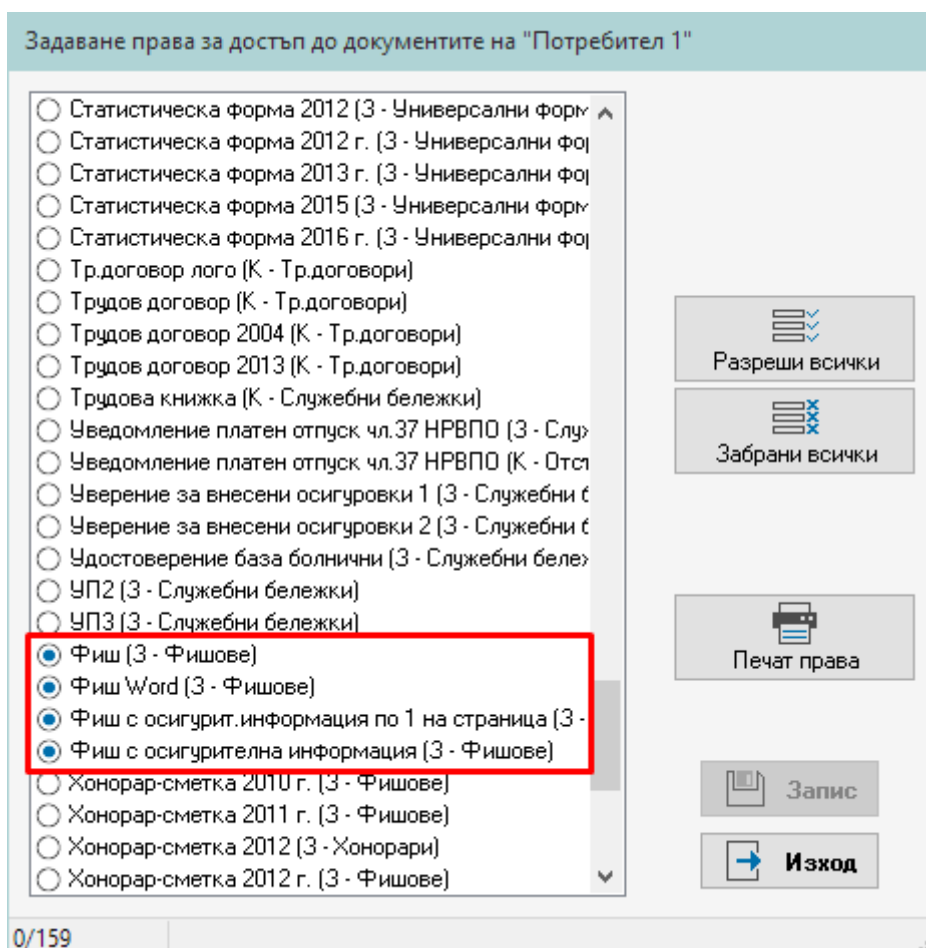 Задаване права за достъп до документите на "Потребител 1"
Статистическа форма 2012 (З - Универсални форм
Статистическа форма 2012 г. (З - Универсални фор
Статистическа форма 2013 г. (З - Универсални фор
Статистическа форма 2015 (З - Универсални форм
Статистическа форма 2016 г. (З - Универсални фор
Тр.договор лого (К - Тр.договори)
Трудов договор (К - Тр.договори)
Трудов договор 2004 (К - Тр.договори)
Трудов договор 2013 (К - Тр.договори)
Трудова книжка (К - Служебни бележки)
Уведомление платен отпуск чл.37 НРВПО (З - Служ
Уведомление платен отпуск чл.37 НРВПО (К - Отсг
Уверение за внесени осигуровки 1 (З - Служебни б
Уверение за внесени осигуровки 2 (З - Служебни б
Удостоверение база болнични (З - Служебни бележ
УП2 (З - Служебни бележки)
УП3 (З - Служебни бележки)
Фиш (З - Фишове)
Фиш Word (З - Фишове)
Фиш с осигурит.информация по 1 на страница (З -
Фиш с осигурителна информация (З - Фишове)
Хонорар-сметка 2010 г. (З - Фишове)
Хонорар-сметка 2011 г. (З - Фишове)
Хонорар-сметка 2012 (З - Хонорари)
Хонорар-сметка 2012 г. (З - Фишове)
Разреши всички
Забрани всички
Печат права
Запис
Изход
0/159